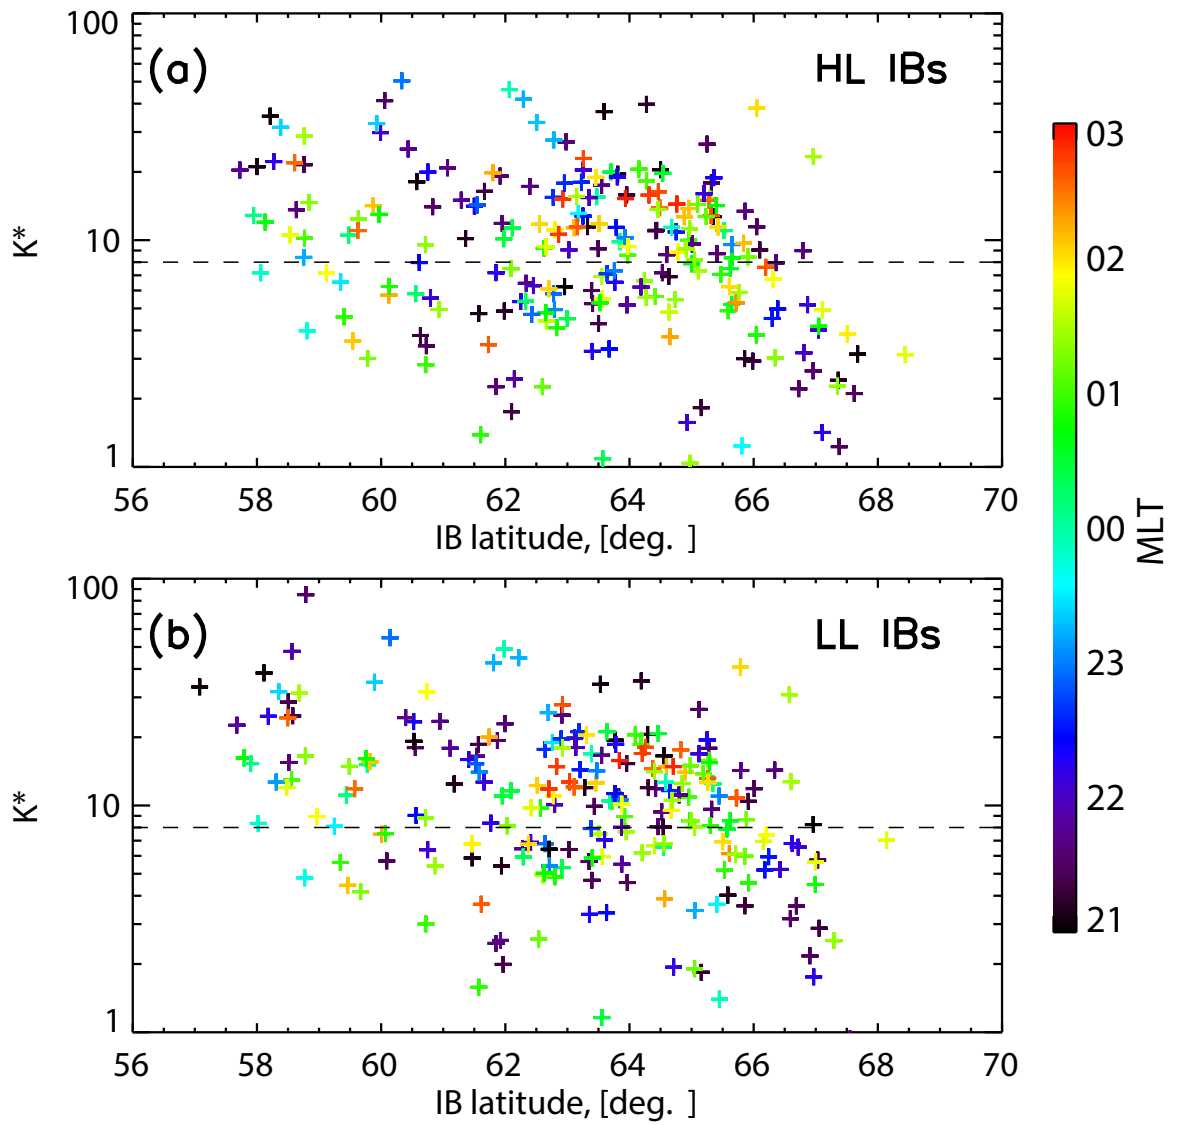 100
(a)
HL IBs
K*
10
1
56 58 60 62 64 66 68 70
IB latitude, [deg. ]
100
(b)
LL IBs
K*
10
1
56 58 60 62 64 66 68 70
IB latitude, [deg. ]
03
02
01
00
23
22
21
MLT